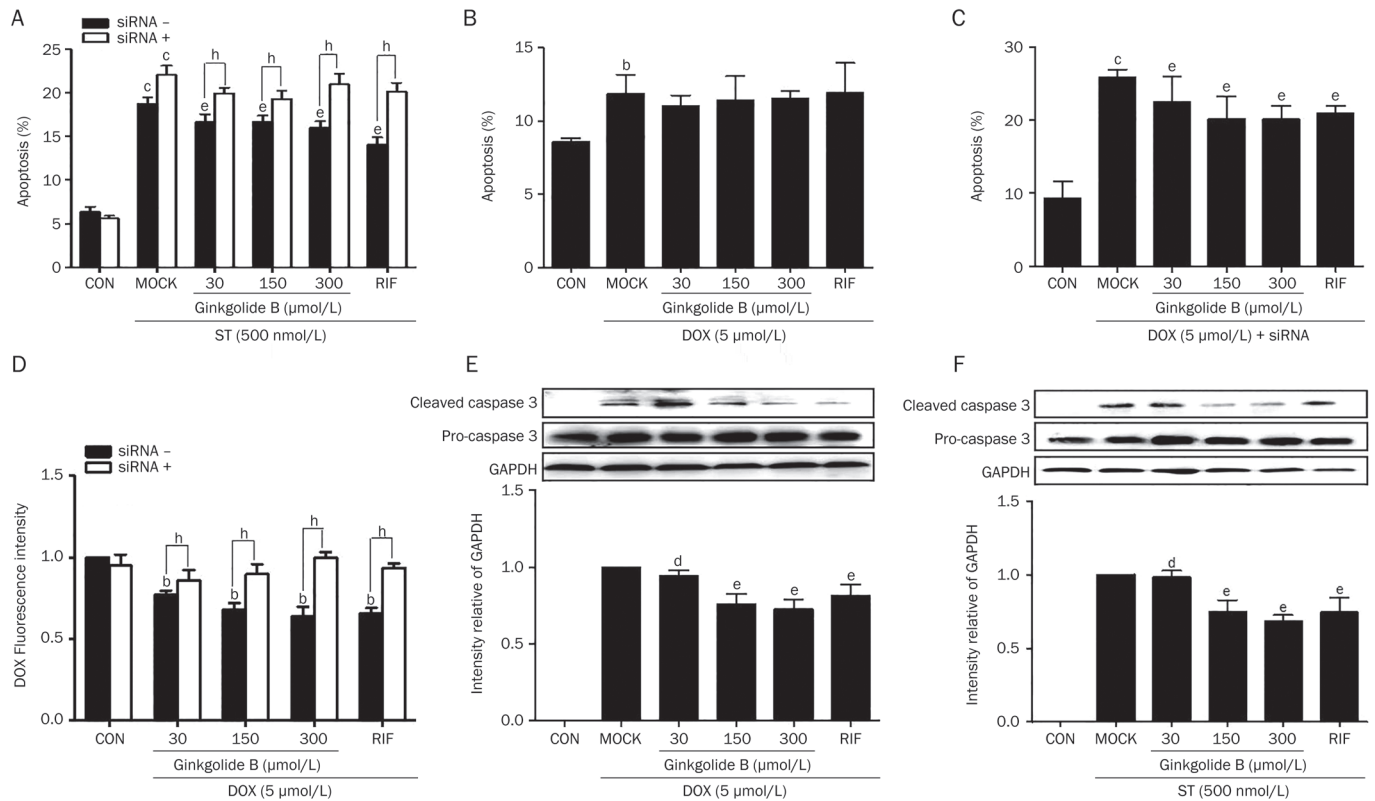 A
siRNA –
siRNA +
25
20
15
10
5
0
Apoptosis (%)
c
c
h
e
h
e
h
e
h
e
CON
MOCK
30
150
300
RIF
Ginkgolide B (µmol/L)
ST (500 nmol/L)
B
15
10
5
0
Apoptosis (%)
b
CON
MOCK
30
150
300
RIF
Ginkgolide B (µmol/L)
DOX (5 µmol/L)
C
30
20
10
0
Apoptosis (%)
c
e
e
e
e
CON
MOCK
30
150
300
RIF
Ginkgolide B (µmol/L)
DOX (5 µmol/L) + siRNA
D
siRNA –
siRNA +
1.5
1.0
0.5
0.0
DOX Fluorescence intensity
h
b
h
b
h
b
h
b
CON
30
150
300
RIF
Ginkgolide B (µmol/L)
DOX (5 µmol/L)
E
Cleaved caspase 3
Pro-caspase 3
GAPDH
1.5
1.0
0.5
0.0
Intensity relative of GAPDH
d
e
e
e
CON
MOCK
30
150
300
RIF
Ginkgolide B (µmol/L)
DOX (5 µmol/L)
F
Cleaved caspase 3
Pro-caspase 3
GAPDH
1.5
1.0
0.5
0.0
Intensity relative of GAPDH
d
e
e
e
CON
MOCK
30
150
300
RIF
Ginkgolide B (µmol/L)
ST (500 nmol/L)